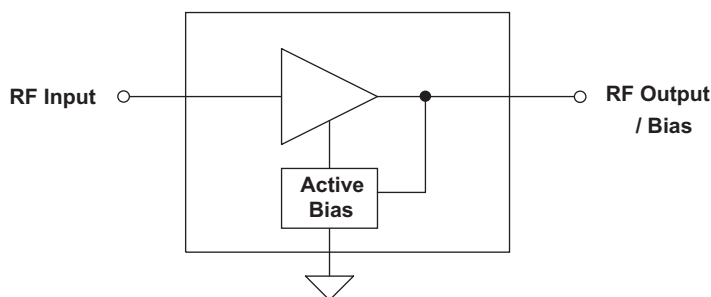 RF Input
RF Output
/ Bias
Active
Bias